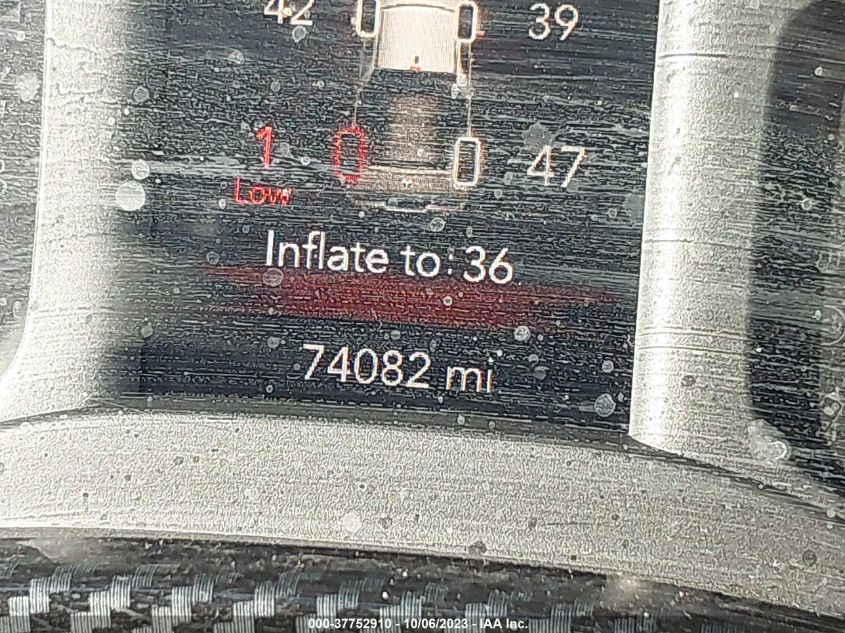 42 39
1 47
Low
Inflate to: 36
74082 mi
000-37752910 - 10/06/2023 - IAA Inc.